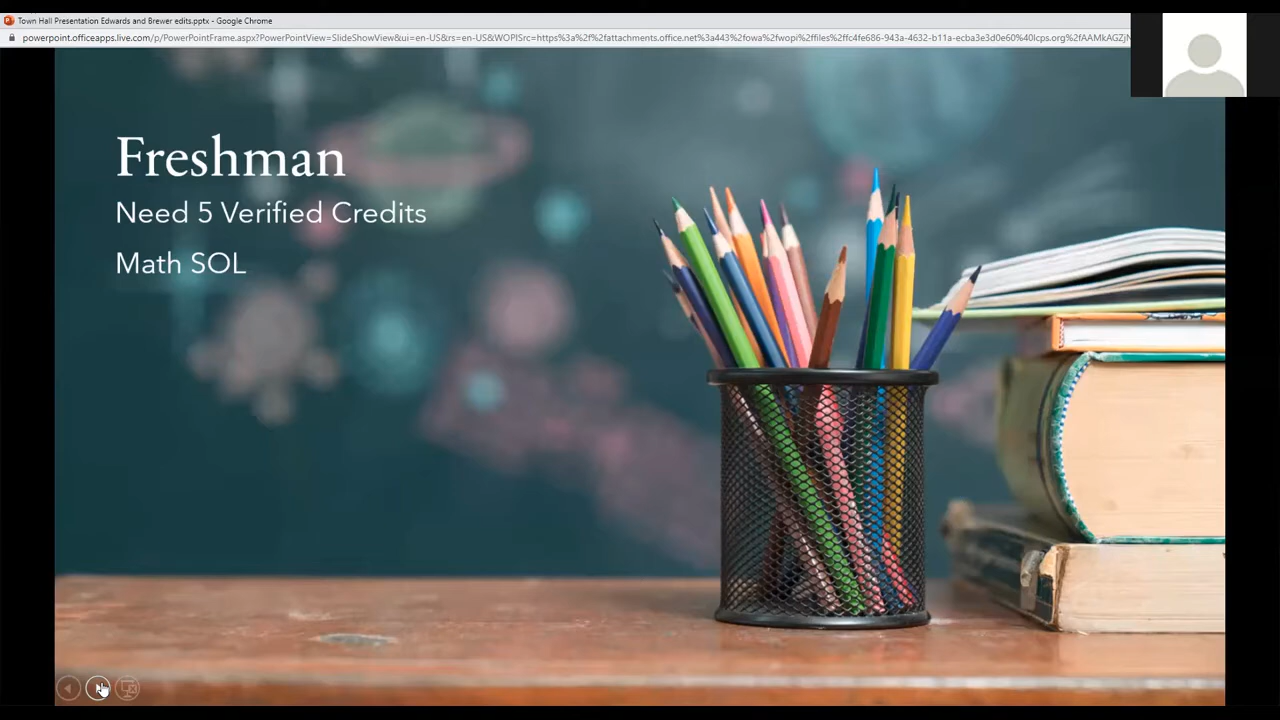 Town Hall Presentation Edwards and Brewer edits.pptx - Google Chrome
powerpoint.officeapps.live.com/p/PowerPointFrame.aspx?PowerPointView=SlideShowView&ui=en-US&rs=en-US&WOPISrc=https%3a%2f%2fattachments.office.net%3a443%2fowa%2fwopi%2ffiles%2ffc4fe686-943a-4632-b11a-ecba3e3d0e60%40lcps.org%2fAAMkAGZjN
Freshman
Need 5 Verified Credits
Math SOL